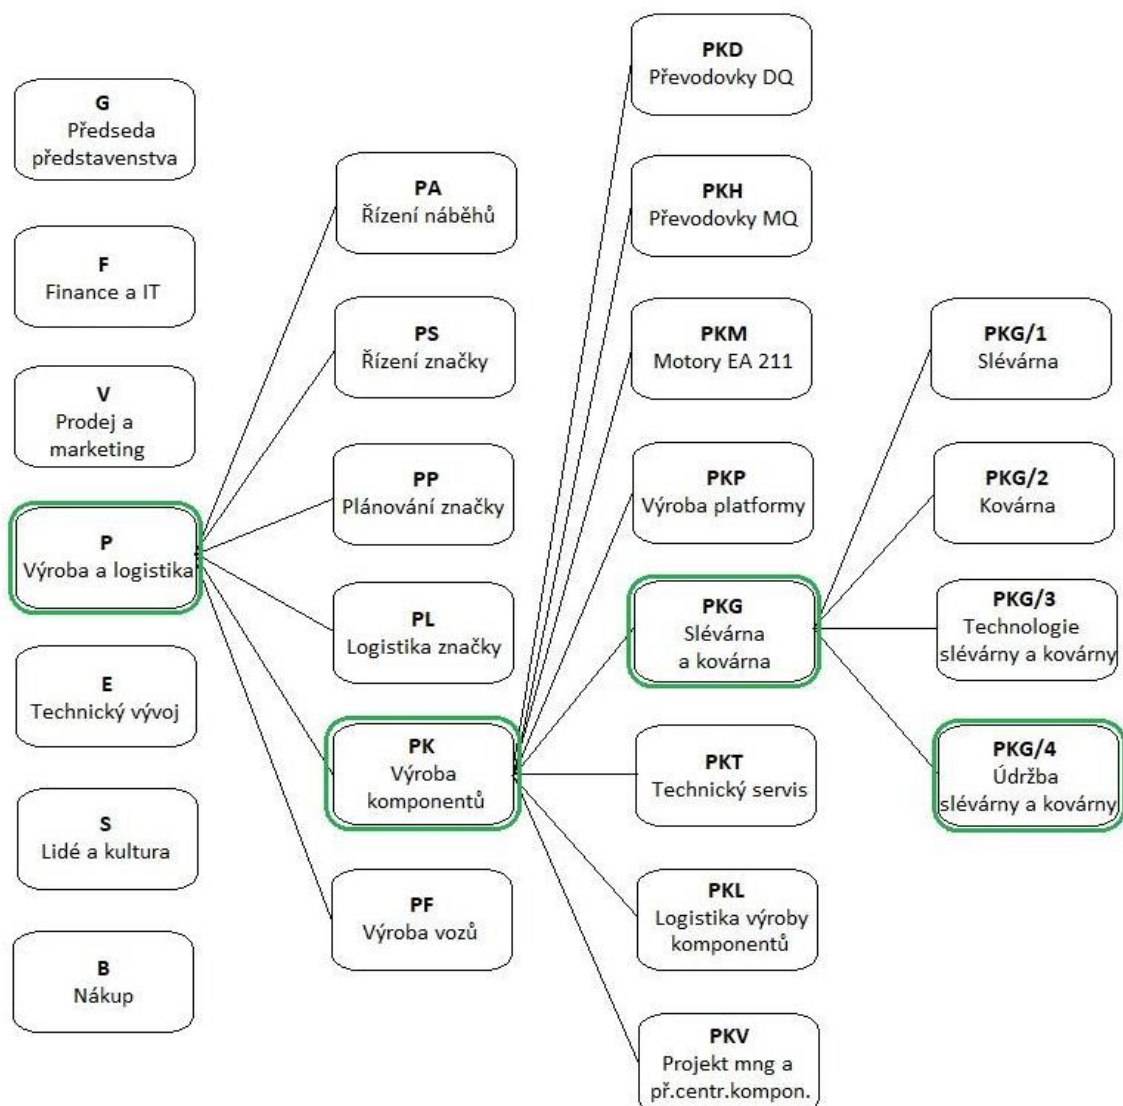 G
Předseda
představenstva
F
Finance a IT
V
Prodej a
marketing
P
Výroba a logistika
E
Technický vývoj
S
Lidé a kultura
B
Nákup
PA
Řízení náběhů
PS
Řízení značky
PP
Plánování značky
PL
Logistika značky
PK
Výroba
komponentů
PF
Výroba vozů
PKD
Převodovky DQ
PKH
Převodovky MQ
PKM
Motory EA 211
PKP
Výroba platformy
PKG
Slévárna
a kovárna
PKT
Technický servis
PKL
Logistika výroby
komponentů
PKV
Projekt mng a
př.centr.kompon.
PKG/1
Slévárna
PKG/2
Kovárna
PKG/3
Technologie
slévárny a kovárny
PKG/4
Údržba
slévárny a kovárny